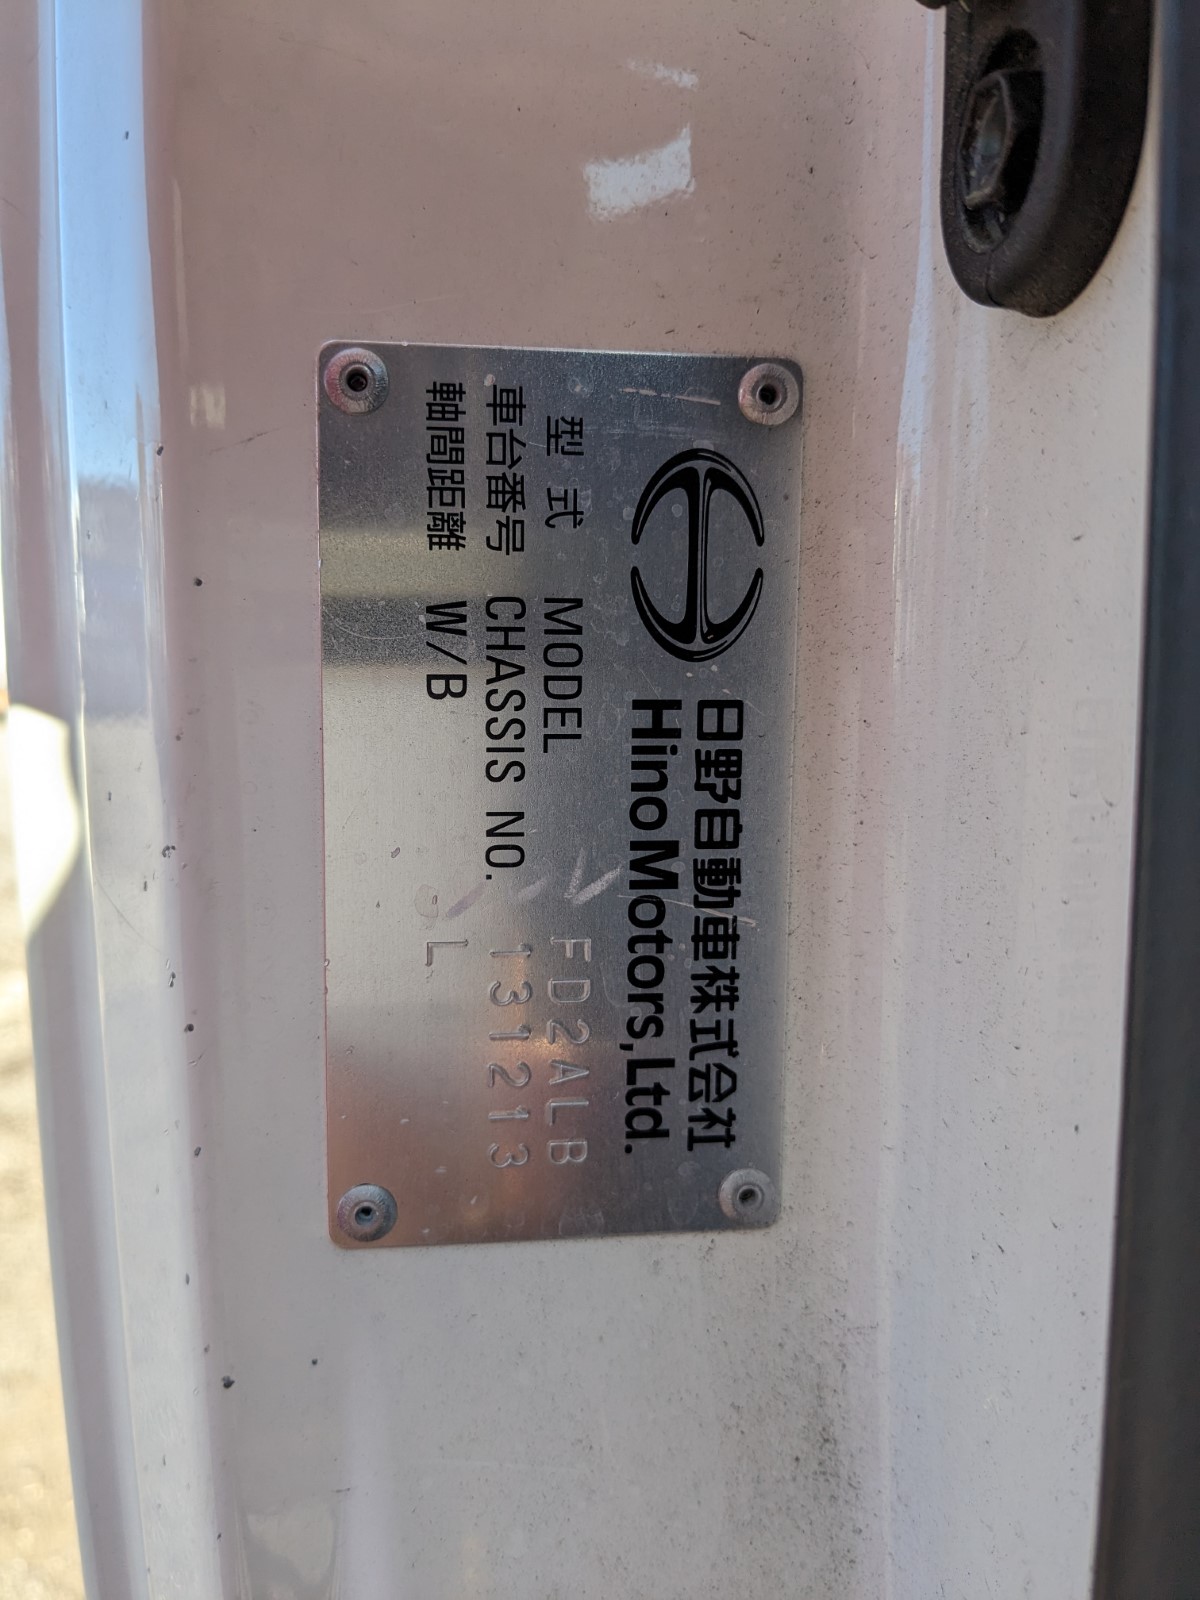 日野自動車株式会社
Hino Motors, Ltd.
型式 MODEL FD2ALB
車台番号 CHASSIS NO. 131213
軸間距離 W/B L